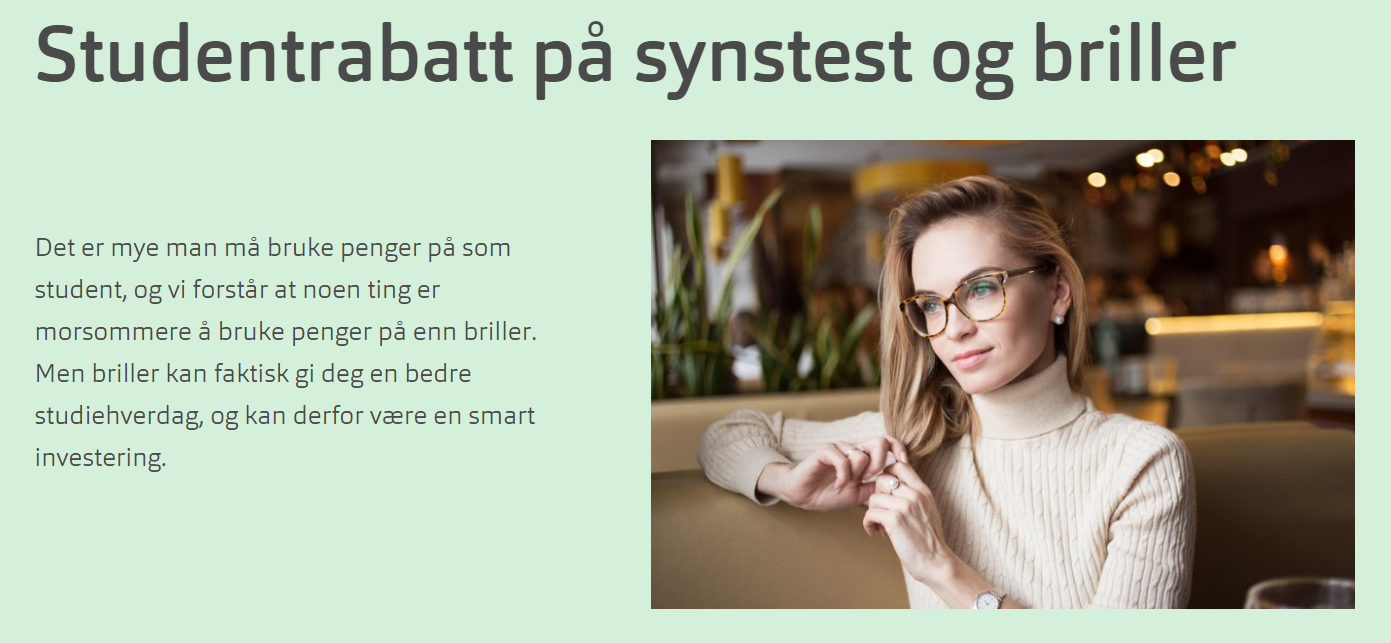 Studentrabatt på synstest og briller
Det er mye man må bruke penger på som
student, og vi forstår at noen ting er
morsommere å bruke penger på enn briller.
Men briller kan faktisk gi deg en bedre
studiehverdag, og kan derfor være en smart
investering.